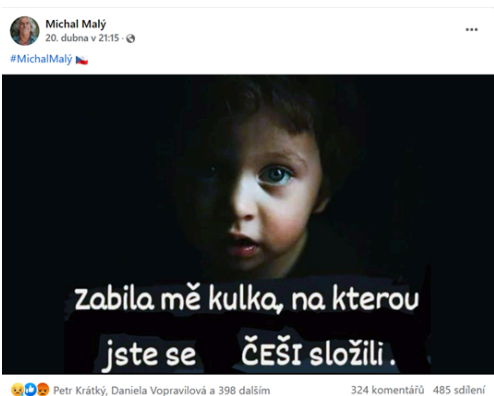 Michal Malý
20. dubna v 21:15 ·
#MichalMalý
zabila mě kulka, na kterou
jste se ČEŠI složili.
Petr Krátký, Daniela Vopravilová a 398 dalším
324 komentářů 485 sdílení